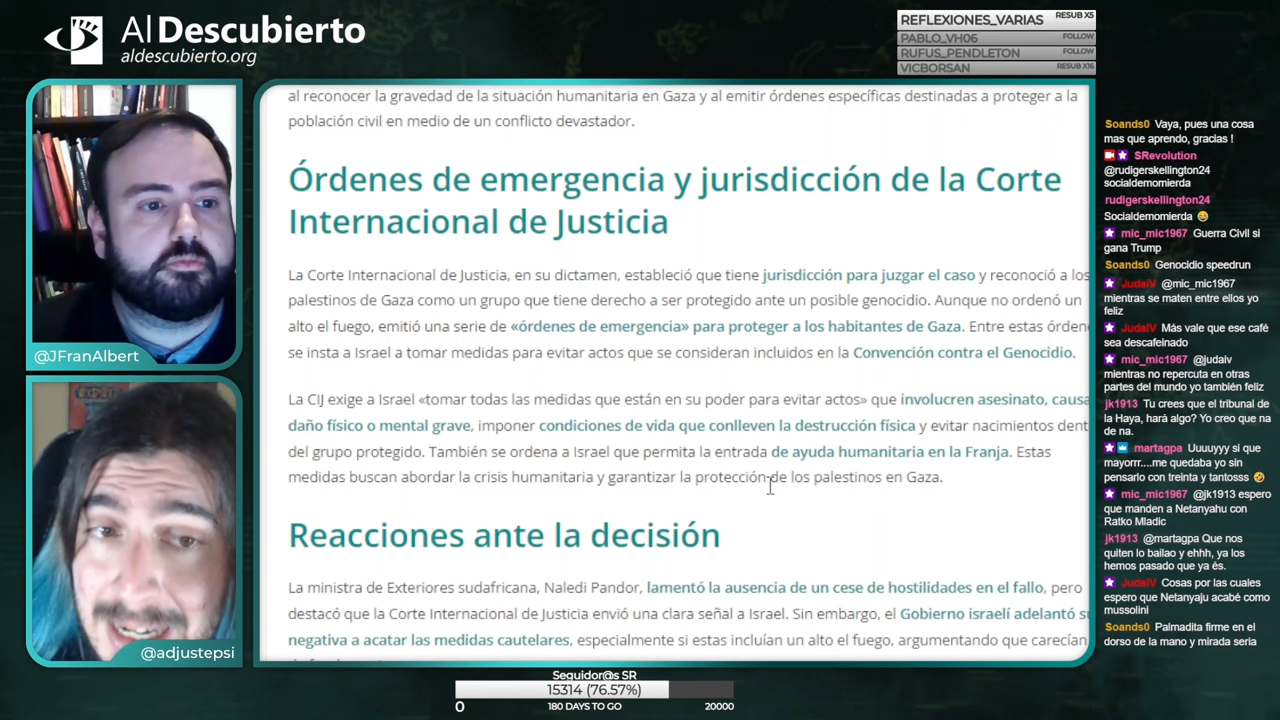 Al Descubierto
aldescubierto.org
REFLEXIONES_VARIAS RESUB X5
PABLO_VH06 FOLLOW
RUFUS_PENDLETON FOLLOW
VICBORSAN RESUB X16
@JFranAlbert
@adjustepsi
al reconocer la gravedad de la situación humanitaria en Gaza y al emitir órdenes específicas destinadas a proteger a la
población civil en medio de un conflicto devastador.
Órdenes de emergencia y jurisdicción de la Corte
Internacional de Justicia
La Corte Internacional de Justicia, en su dictamen, estableció que tiene jurisdicción para juzgar el caso y reconoció a los
palestinos de Gaza como un grupo que tiene derecho a ser protegido ante un posible genocidio. Aunque no ordenó un
alto el fuego, emitió una serie de «órdenes de emergencia» para proteger a los habitantes de Gaza. Entre estas órdene
se insta a Israel a tomar medidas para evitar actos que se consideran incluidos en la Convención contra el Genocidio.
La CIJ exige a Israel «tomar todas las medidas que están en su poder para evitar actos» que involucren asesinato, causa
daño físico o mental grave, imponer condiciones de vida que conlleven la destrucción física y evitar nacimientos dent
del grupo protegido. También se ordena a Israel que permita la entrada de ayuda humanitaria en la Franja. Estas
medidas buscan abordar la crisis humanitaria y garantizar la protección de los palestinos en Gaza.
Reacciones ante la decisión
La ministra de Exteriores sudafricana, Naledi Pandor, lamentó la ausencia de un cese de hostilidades en el fallo, pero
destacó que la Corte Internacional de Justicia envió una clara señal a Israel. Sin embargo, el Gobierno israelí adelantó su
negativa a acatar las medidas cautelares, especialmente si estas incluían un alto el fuego, argumentando que carecían
Soands0 Vaya, pues una cosa
mas que aprendo, gracias !
SRevolution
@rudigerskellington24
socialdemomierda
rudigerskellington24
Socialdemomierda 😂
mic_mic1967 Guerra Civil si
gana Trump
Soands0 Genocidio speedrun
JudaIV @mic_mic1967
mientras se maten entre ellos yo
feliz
JudaIV Más vale que ese café
sea descafeinado
mic_mic1967 @judaiv
mientras no repercuta en otras
partes del mundo yo también feliz
jk1913 Tu crees que el tribunal de
la Haya, hará algo? Yo creo que na
de na.
martagpa Uuuuyyy si que
mayorrr....me quedaba yo sin
pensarlo con treinta y tantosss 🤣
mic_mic1967 @jk1913 espero
que manden a Netanyahu con
Ratko Mladic
jk1913 @martagpa Que nos
quiten lo bailao y ehhh, ya los
hemos pasado que ya és.
JudaIV Cosas por las cuales
espero que Netanyaju acabé como
mussolini
Soands0 Palmadita firme en el
dorso de la mano y mirada seria
Seguidor@s SR
15314 (76.57%)
0 180 DAYS TO GO 20000